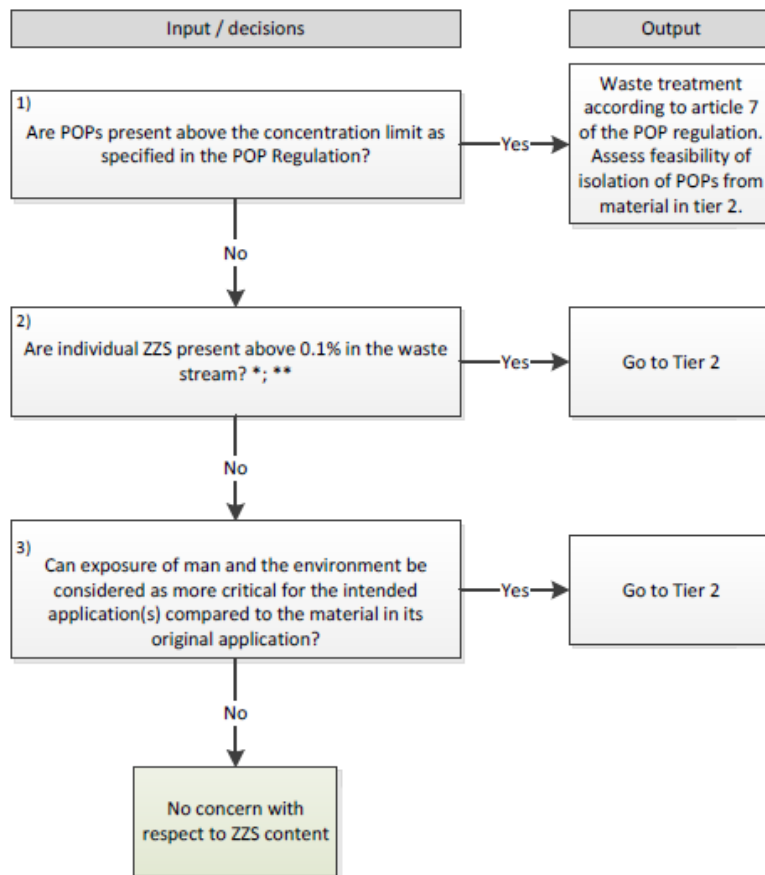 Input / decisions
Output
1)
Are POPs present above the concentration limit as
specified in the POP Regulation?
Yes
Waste treatment
according to article 7
of the POP regulation.
Assess feasibility of
isolation of POPs from
material in tier 2.
No
2)
Are individual ZZS present above 0.1% in the waste
stream? *; **
Yes
Go to Tier 2
No
3)
Can exposure of man and the environment be
considered as more critical for the intended
application(s) compared to the material in its
original application?
Yes
Go to Tier 2
No
No concern with
respect to ZZS content